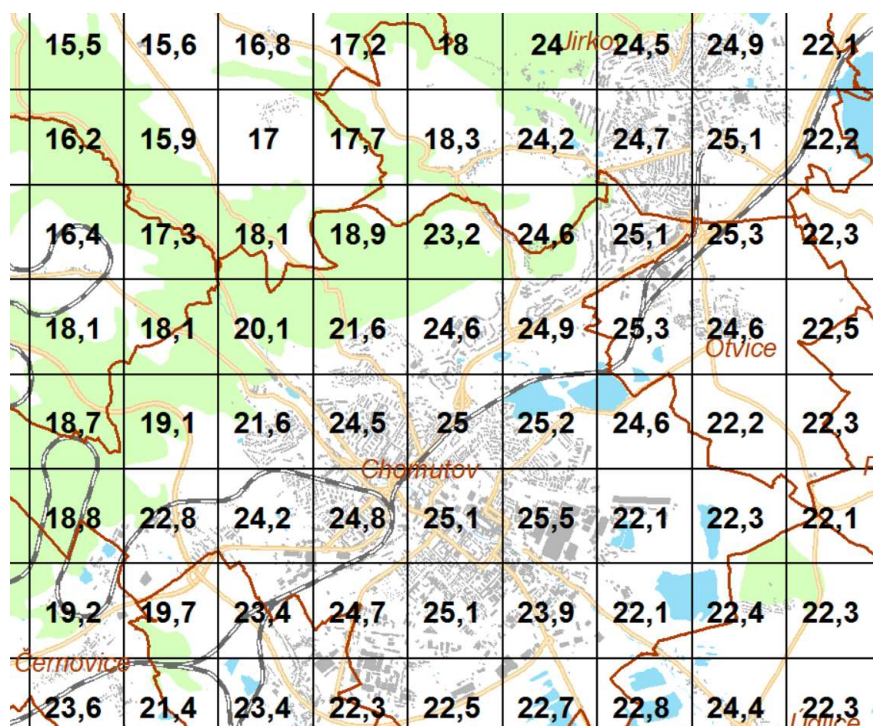 15,5 15,6 16,8 17,2 18 24 24,5 24,9 22,1
Jirkov
16,2 15,9 17 17,7 18,3 24,2 24,7 25,1 22,2
16,4 17,3 18,1 18,9 23,2 24,6 25,1 25,3 22,3
18,1 18,1 20,1 21,6 24,6 24,9 25,3 24,6 22,5
Otvice
18,7 19,1 21,6 24,5 25 25,2 24,6 22,2 22,3
Chomutov
18,8 22,8 24,2 24,8 25,1 25,5 22,1 22,3 22,1
19,2 19,7 23,4 24,7 25,1 23,9 22,1 22,4 22,3
Černovice
23,6 21,4 23,4 22,3 22,5 22,7 22,8 24,4 22,3